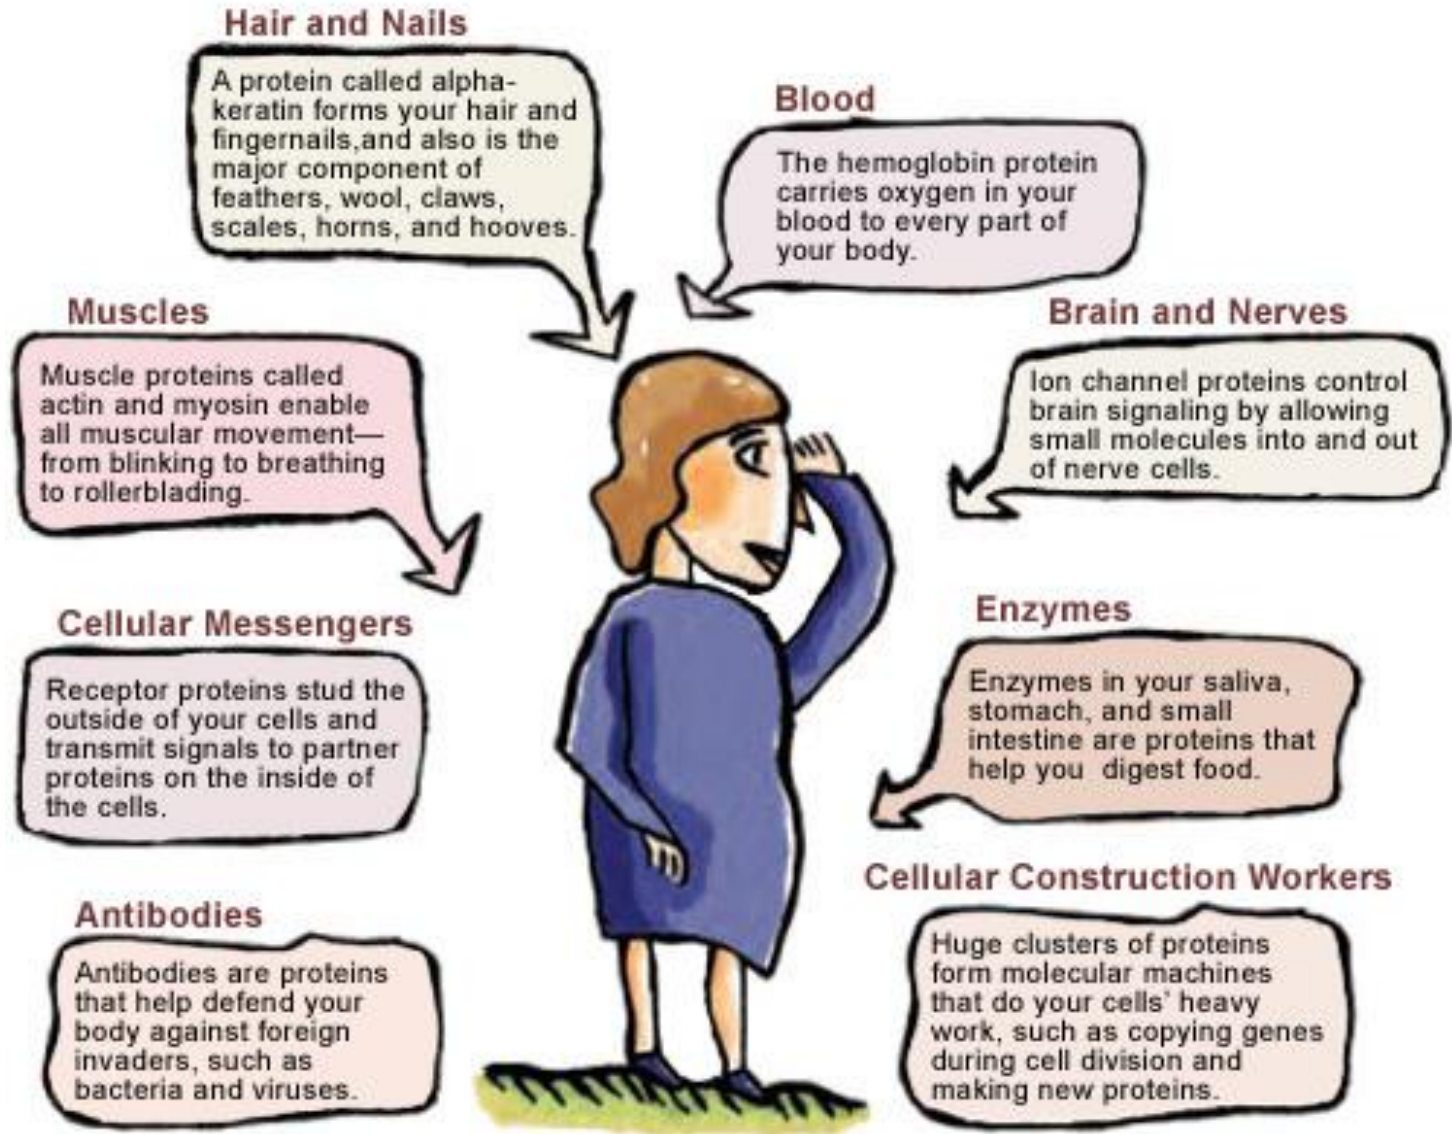 Hair and Nails
A protein called alpha-
keratin forms your hair and
fingernails,and also is the
major component of
feathers, wool, claws,
scales, horns, and hooves.
Blood
The hemoglobin protein
carries oxygen in your
blood to every part of
your body.
Muscles
Muscle proteins called
actin and myosin enable
all muscular movement—
from blinking to breathing
to rollerblading.
Brain and Nerves
Ion channel proteins control
brain signaling by allowing
small molecules into and out
of nerve cells.
Cellular Messengers
Receptor proteins stud the
outside of your cells and
transmit signals to partner
proteins on the inside of
the cells.
Enzymes
Enzymes in your saliva,
stomach, and small
intestine are proteins that
help you digest food.
Antibodies
Antibodies are proteins
that help defend your
body against foreign
invaders, such as
bacteria and viruses.
Cellular Construction Workers
Huge clusters of proteins
form molecular machines
that do your cells' heavy
work, such as copying genes
during cell division and
making new proteins.